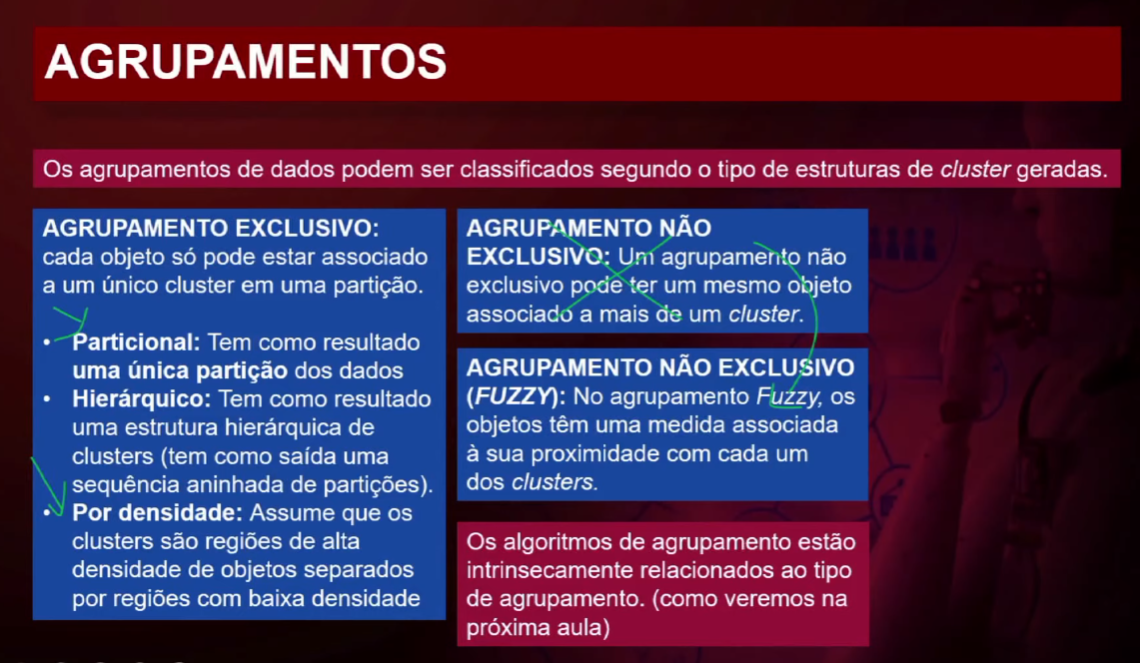 AGRUPAMENTOS
Os agrupamentos de dados podem ser classificados segundo o tipo de estruturas de cluster geradas.
AGRUPAMENTO EXCLUSIVO:
cada objeto só pode estar associado
a um único cluster em uma partição.
• Particional: Tem como resultado
uma única partição dos dados
• Hierárquico: Tem como resultado
uma estrutura hierárquica de
clusters (tem como saída uma
sequência aninhada de partições).
• Por densidade: Assume que os
clusters são regiões de alta
densidade de objetos separados
por regiões com baixa densidade
AGRUPAMENTO NÃO
EXCLUSIVO: Um agrupamento não
exclusivo pode ter um mesmo objeto
associado a mais de um cluster.
AGRUPAMENTO NÃO EXCLUSIVO
(FUZZY): No agrupamento Fuzzy, os
objetos têm uma medida associada
à sua proximidade com cada um
dos clusters.
Os algoritmos de agrupamento estão
intrinsecamente relacionados ao tipo
de agrupamento. (como veremos na
próxima aula)